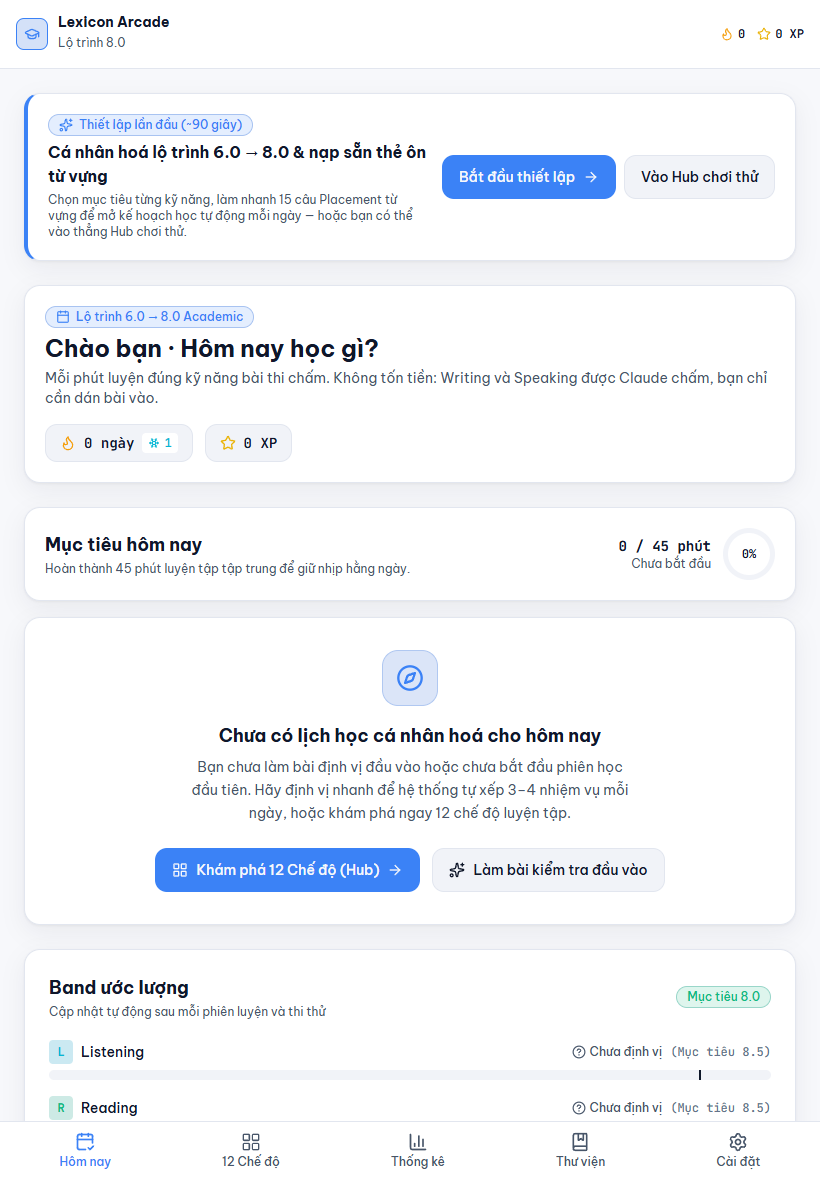 Lexicon Arcade
Lộ trình 8.0
0 0 XP
Thiết lập lần đầu (~90 giây)
Cá nhân hoá lộ trình 6.0 → 8.0 & nạp sẵn thẻ ôn
từ vựng
Chọn mục tiêu từng kỹ năng, làm nhanh 15 câu Placement từ
vựng để mở kế hoạch học tự động mỗi ngày — hoặc bạn có thể
vào thẳng Hub chơi thử.
Bắt đầu thiết lập →
Vào Hub chơi thử
Lộ trình 6.0 → 8.0 Academic
Chào bạn · Hôm nay học gì?
Mỗi phút luyện đúng kỹ năng bài thi chấm. Không tốn tiền: Writing và Speaking được Claude chấm, bạn chỉ
cần dán bài vào.
0 ngày 1
0 XP
Mục tiêu hôm nay
Hoàn thành 45 phút luyện tập tập trung để giữ nhịp hằng ngày.
0 / 45 phút
Chưa bắt đầu
0%
Chưa có lịch học cá nhân hoá cho hôm nay
Bạn chưa làm bài định vị đầu vào hoặc chưa bắt đầu phiên học
đầu tiên. Hãy định vị nhanh để hệ thống tự xếp 3–4 nhiệm vụ mỗi
ngày, hoặc khám phá ngay 12 chế độ luyện tập.
Khám phá 12 Chế độ (Hub) →
Làm bài kiểm tra đầu vào
Band ước lượng
Cập nhật tự động sau mỗi phiên luyện và thi thử
Mục tiêu 8.0
L Listening Chưa định vị (Mục tiêu 8.5)
R Reading Chưa định vị (Mục tiêu 8.5)
Hôm nay
12 Chế độ
Thống kê
Thư viện
Cài đặt